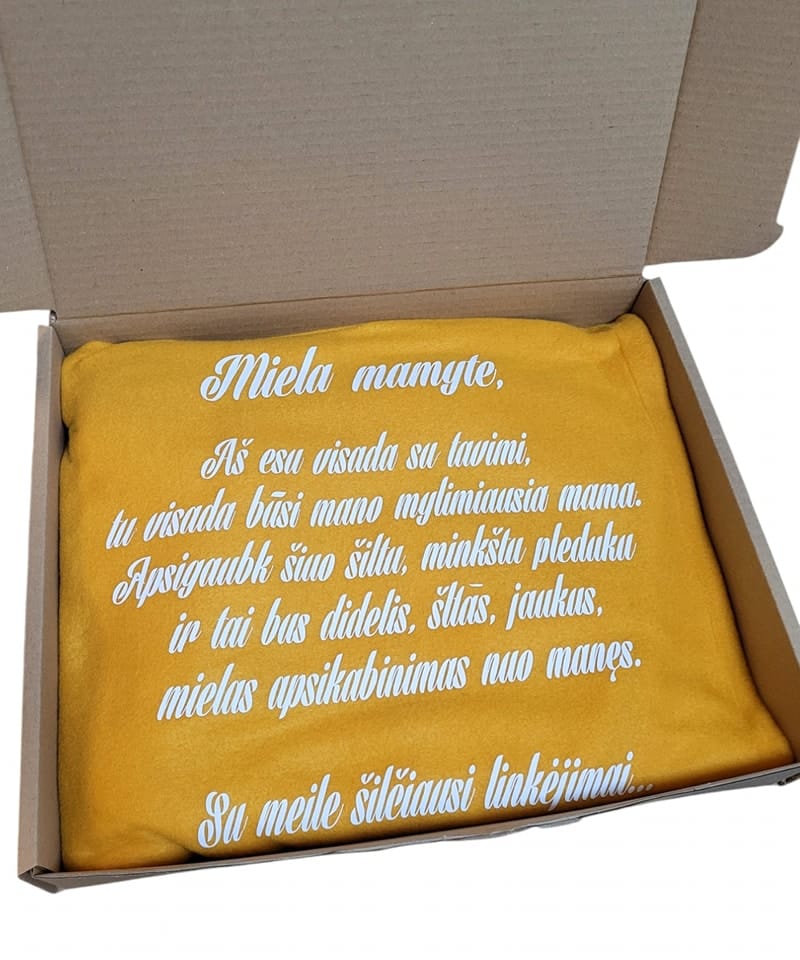 Miela mamyte,
Aš esu visada su tavimi,
tu visada būsi mano mylimiausia mama.
Apsigaubk šiuo šiltu, minkštu pleduku
ir tai bus didelis, šltās, jaukus,
mielas apsikabinimas nuo manęs.
Su meile šilčiausi linkėjimai...